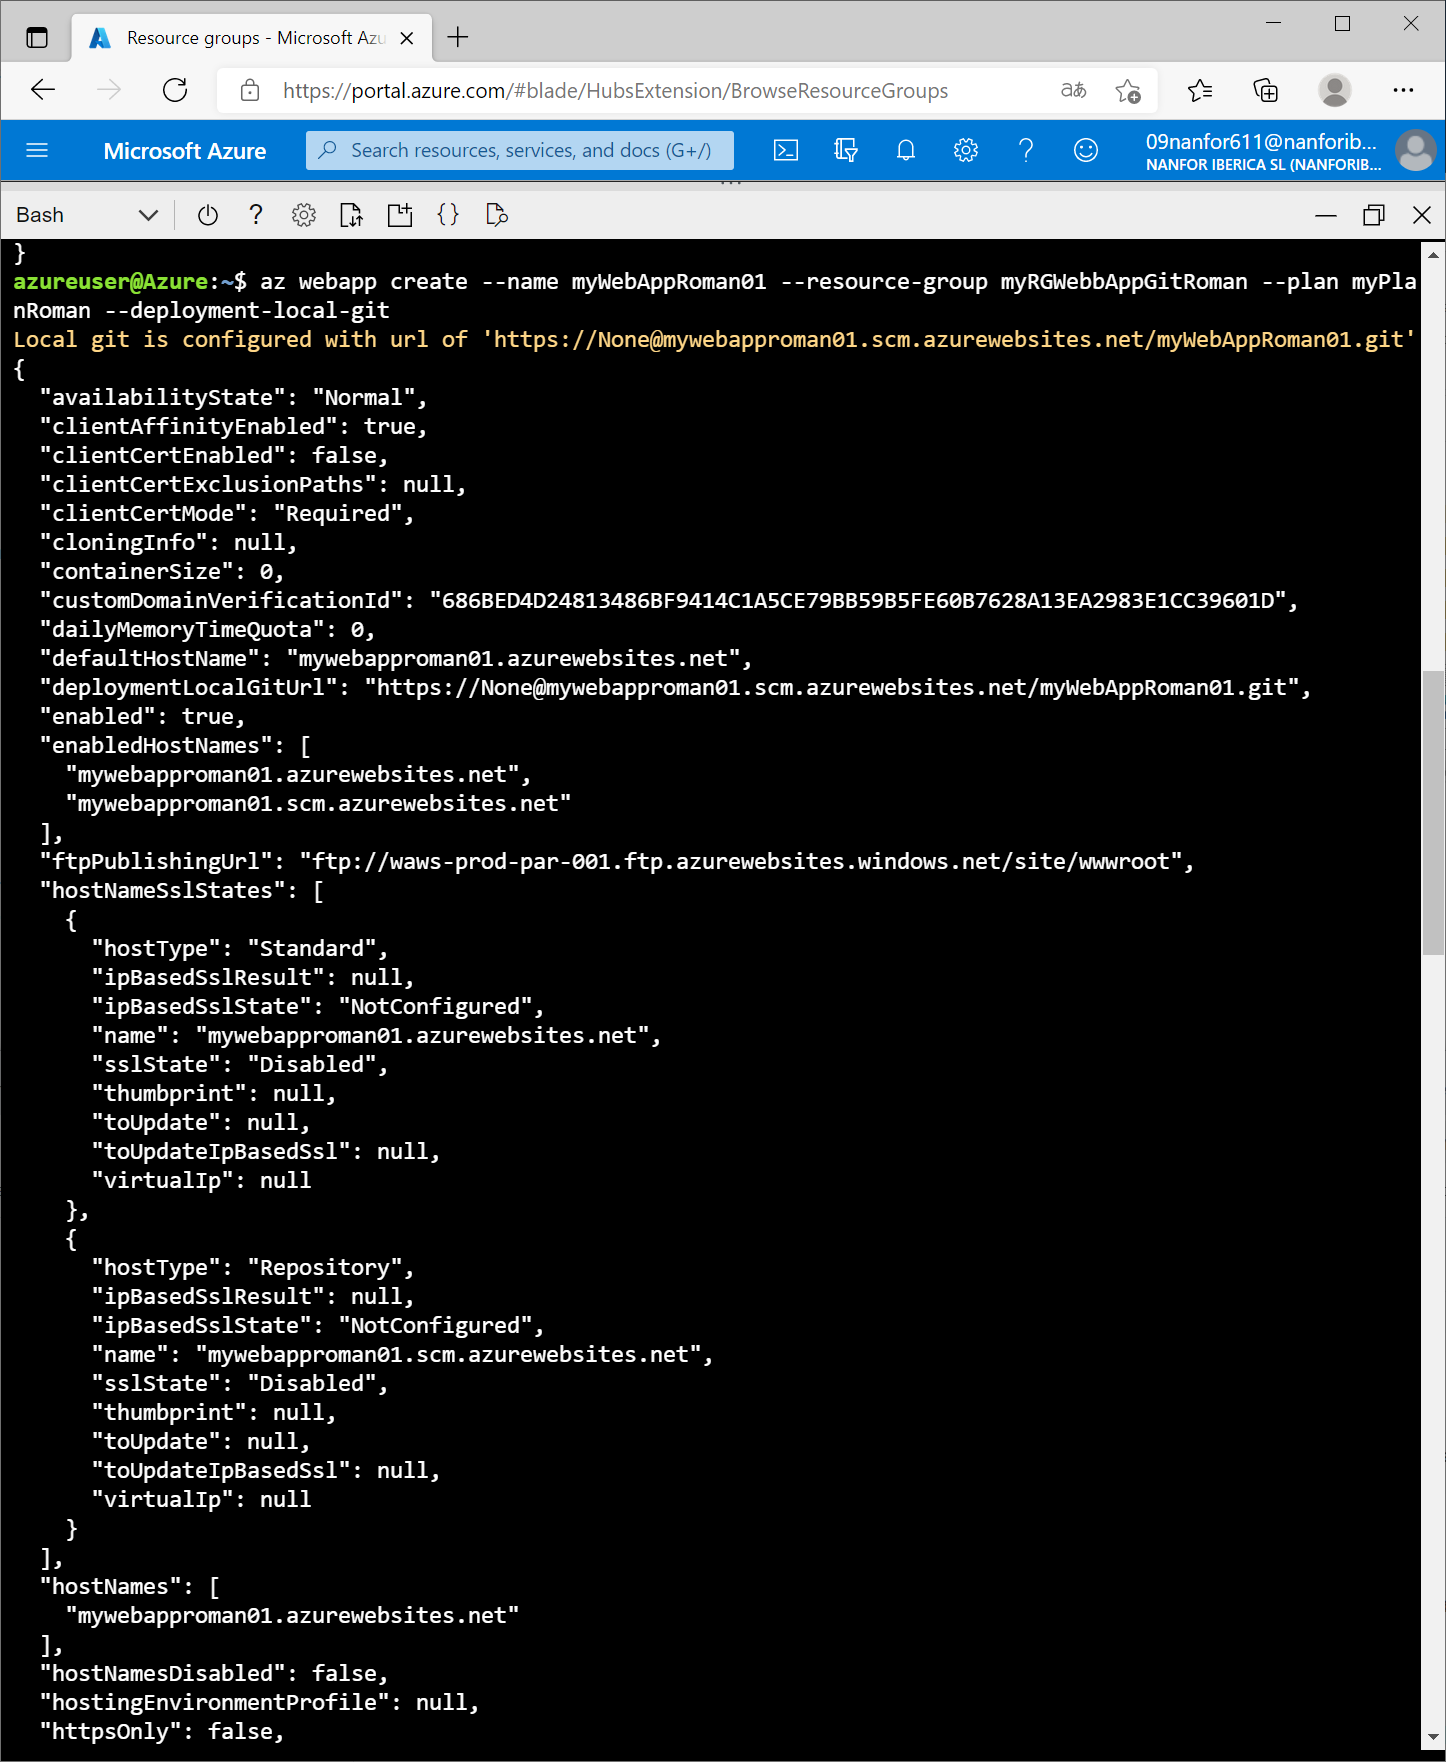 Resource groups - Microsoft Azu
https://portal.azure.com/#blade/HubsExtension/BrowseResourceGroups
aあ
Microsoft Azure
Search resources, services, and docs (G+/)
09nanfor611@nanforib...
NANFOR IBERICA SL (NANFORIB...
Bash
}
azureuser@Azure:~$ az webapp create --name myWebAppRoman01 --resource-group myRGWebbAppGitRoman --plan myPla
nRoman --deployment-local-git
Local git is configured with url of 'https://None@mywebapproman01.scm.azurewebsites.net/myWebAppRoman01.git'
{
"availabilityState": "Normal",
"clientAffinityEnabled": true,
"clientCertEnabled": false,
"clientCertExclusionPaths": null,
"clientCertMode": "Required",
"cloningInfo": null,
"containerSize": 0,
"customDomainVerificationId": "686BED4D24813486BF9414C1A5CE79BB59B5FE60B7628A13EA2983E1CC39601D",
"dailyMemoryTimeQuota": 0,
"defaultHostName": "mywebapproman01.azurewebsites.net",
"deploymentLocalGitUrl": "https://None@mywebapproman01.scm.azurewebsites.net/myWebAppRoman01.git",
"enabled": true,
"enabledHostNames": [
"mywebapproman01.azurewebsites.net",
"mywebapproman01.scm.azurewebsites.net"
],
"ftpPublishingUrl": "ftp://waws-prod-par-001.ftp.azurewebsites.windows.net/site/wwwroot",
"hostNameSslStates": [
{
"hostType": "Standard",
"ipBasedSslResult": null,
"ipBasedSslState": "NotConfigured",
"name": "mywebapproman01.azurewebsites.net",
"sslState": "Disabled",
"thumbprint": null,
"toUpdate": null,
"toUpdateIpBasedSsl": null,
"virtualIp": null
},
{
"hostType": "Repository",
"ipBasedSslResult": null,
"ipBasedSslState": "NotConfigured",
"name": "mywebapproman01.scm.azurewebsites.net",
"sslState": "Disabled",
"thumbprint": null,
"toUpdate": null,
"toUpdateIpBasedSsl": null,
"virtualIp": null
}
],
"hostNames": [
"mywebapproman01.azurewebsites.net"
],
"hostNamesDisabled": false,
"hostingEnvironmentProfile": null,
"httpsOnly": false,